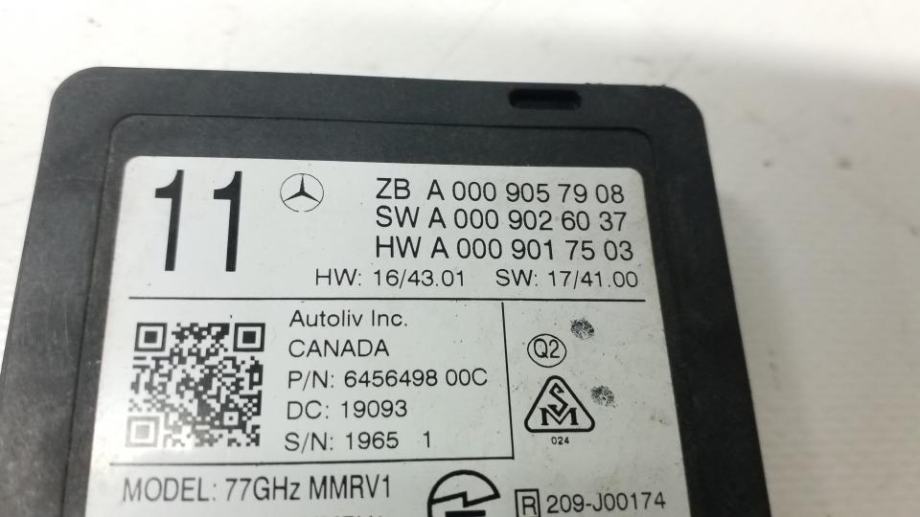 11
ZB A 000 905 79 08
SW A 000 902 60 37
HW A 000 901 75 03
HW: 16/43.01 SW: 17/41.00
Autoliv Inc.
CANADA
P/N: 6456498 00C
DC: 19093
S/N: 1965 1
Q2
SM
024
MODEL: 77GHz MMRV1
R 209-J00174